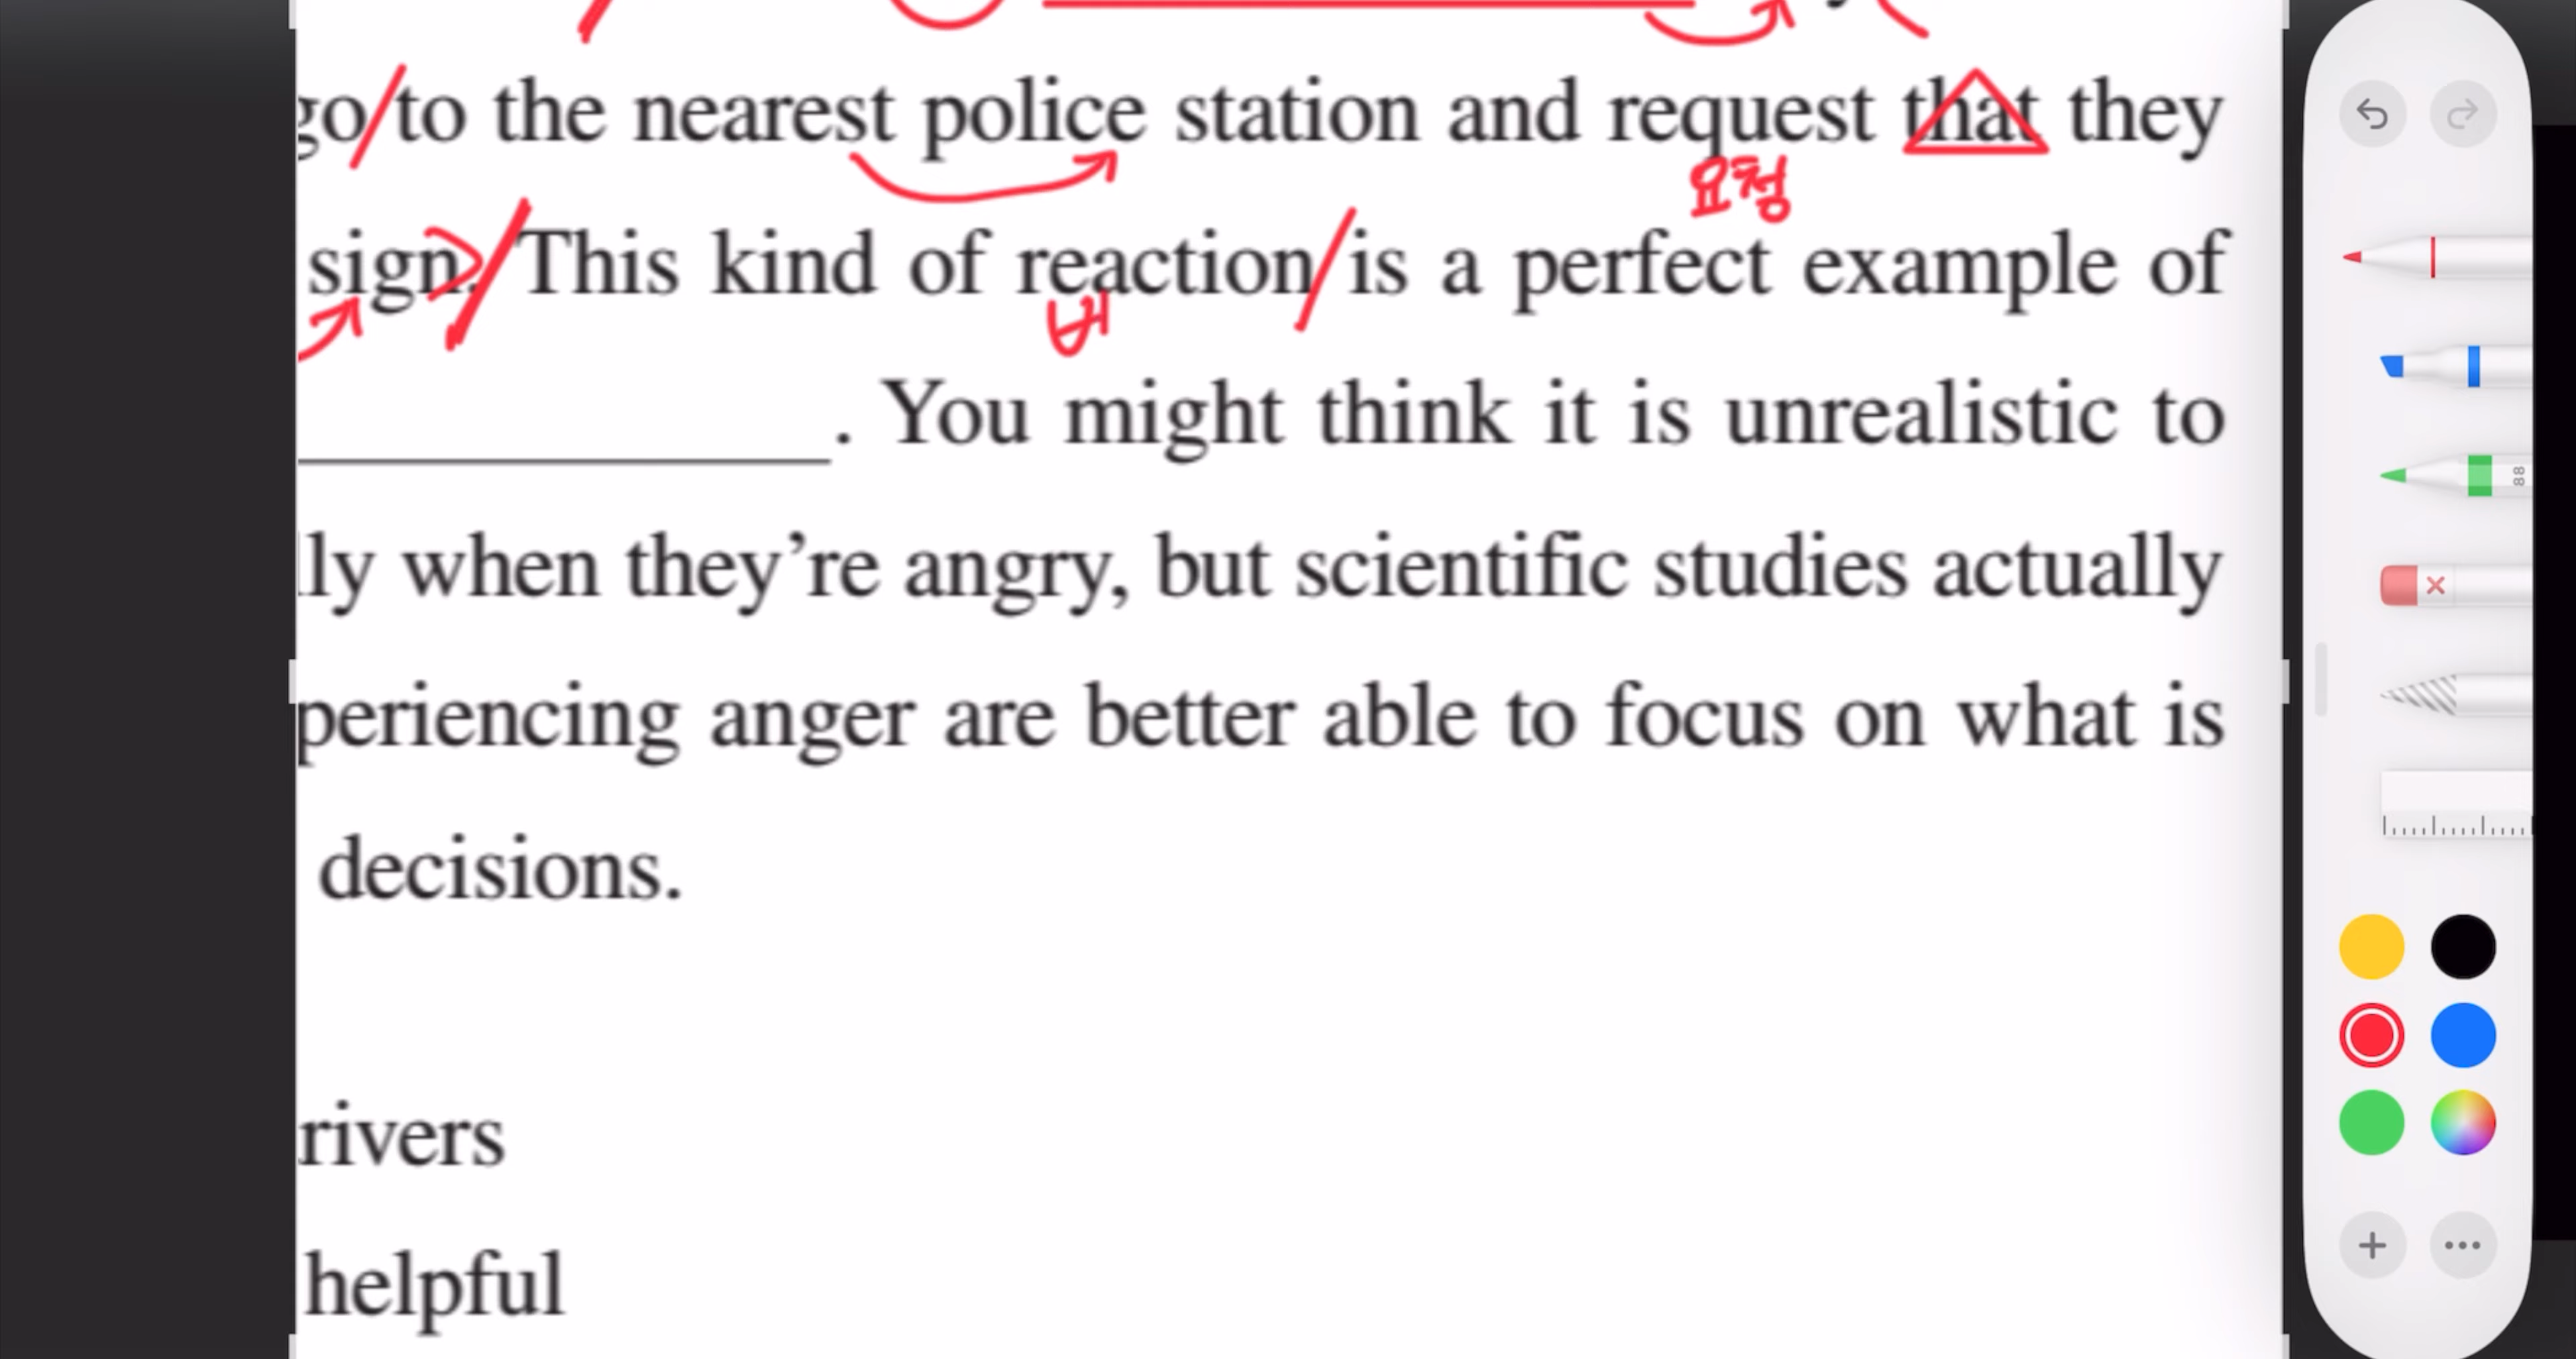 go to the nearest police station and request that they
요청
sign. This kind of reaction is a perfect example of
. You might think it is unrealistic to
ly when they're angry, but scientific studies actually
periencing anger are better able to focus on what is
decisions.
rivers
helpful
88